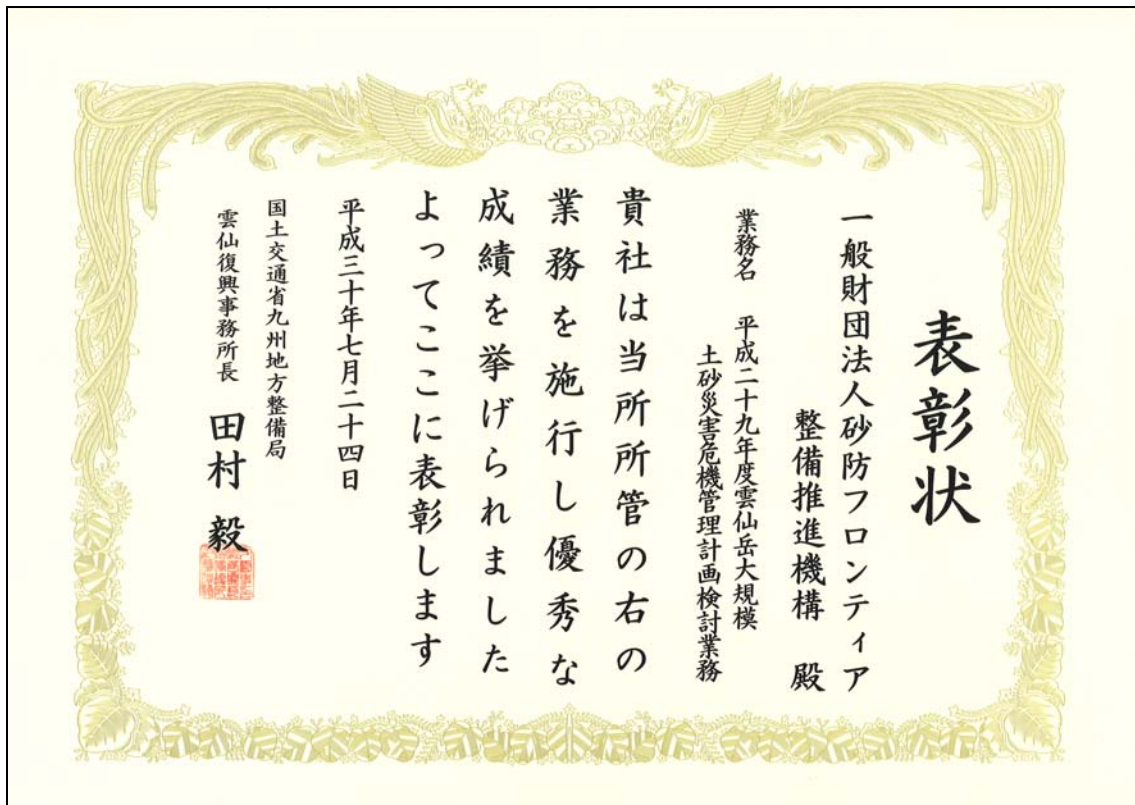 表彰状
一般財団法人砂防フロンティア
整備推進機構　殿
業務名　平成二十九年度雲仙岳大規模
土砂災害危機管理計画検討業務
貴社は当所所管の右の
業務を施行し優秀な
成績を挙げられました
よってここに表彰します
平成三十年七月二十四日
国土交通省九州地方整備局
雲仙復興事務所長　田村　毅